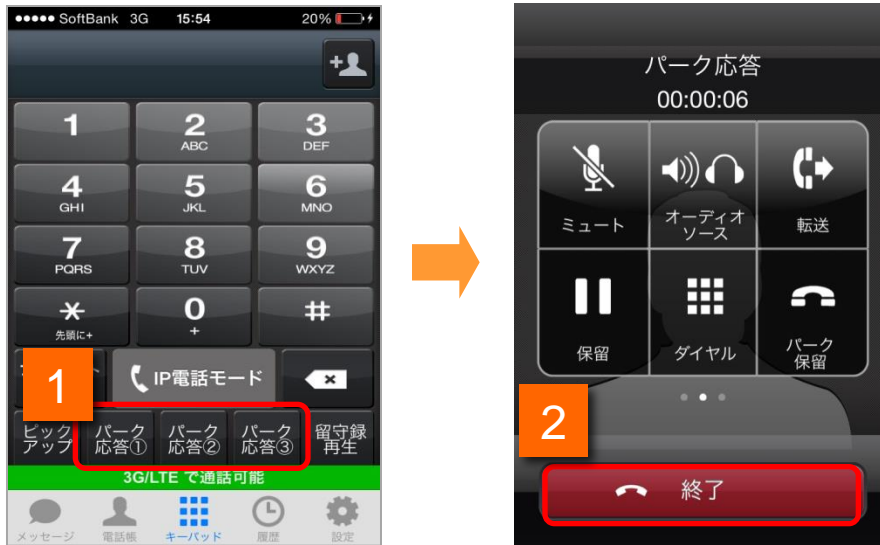 SoftBank 3G 15:54 20%
1
2
ABC
3
DEF
4
GHI
5
JKL
6
MNO
7
PQRS
8
TUV
9
WXYZ
*
先頭に+
0
+
#
IP電話モード
ピック
アップ
パーク
応答①
パーク
応答②
パーク
応答③
留守録
再生
3G/LTE で通話可能
メッセージ
電話帳
キーパッド
履歴
設定
1
パーク応答
00:00:06
ミュート
オーディオ
ソース
転送
保留
ダイヤル
パーク
保留
2
終了